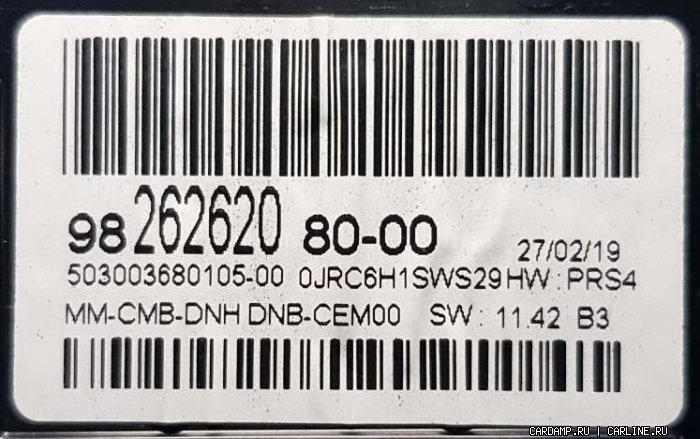 98 262620 80-00 27/02/19
503003680105-00 0JRC6H1SWS29 HW : PRS4
MM-CMB-DNH DNB-CEM00 SW : 11.42 B3
CARDAMP.RU | CARLINE.RU